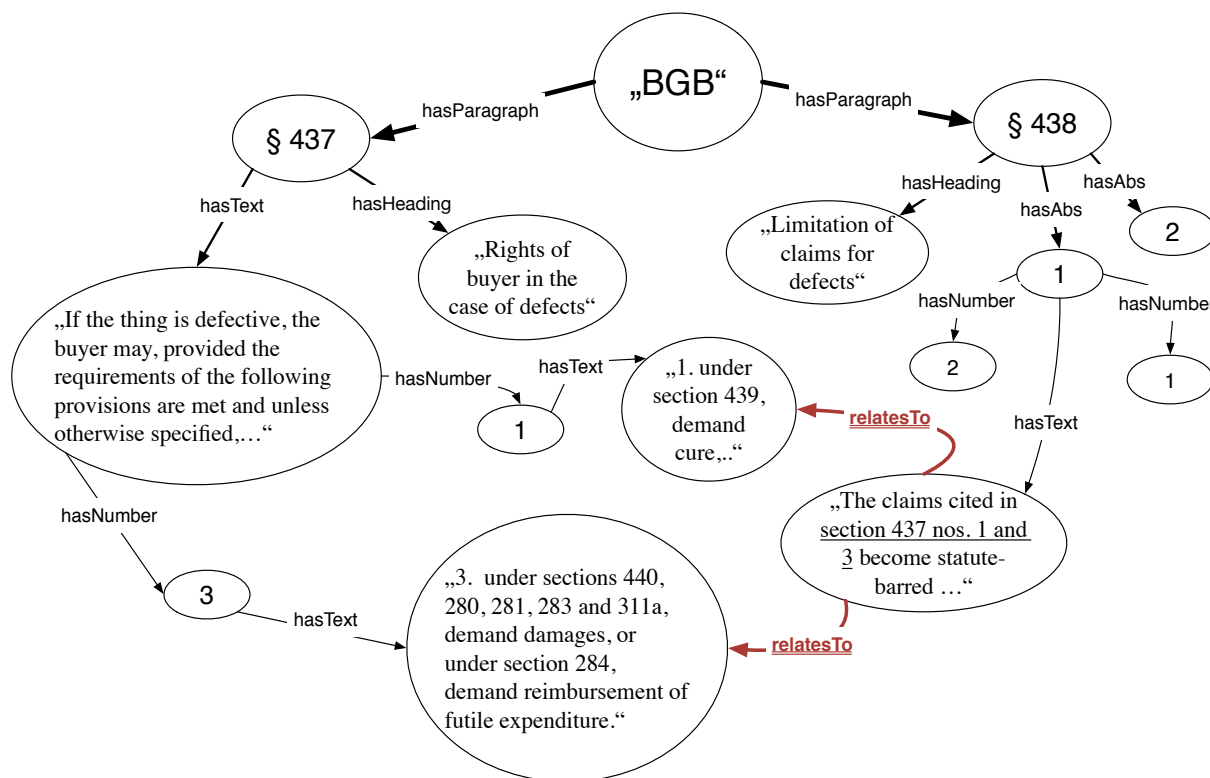 „BGB“
hasParagraph
hasParagraph
§ 437
§ 438
hasText
hasHeading
hasHeading
hasAbs
hasAbs
„Rights of
buyer in the
case of defects“
„Limitation of
claims for
defects“
2
1
„If the thing is defective, the
buyer may, provided the
requirements of the following
provisions are met and unless
otherwise specified,…“
hasNumber
hasNumber
2
1
hasNumber
1
hasText
„1. under
section 439,
demand
cure,..“
relatesTo
hasText
hasNumber
3
hasText
„3. under sections 440,
280, 281, 283 and 311a,
demand damages, or
under section 284,
demand reimbursement of
futile expenditure.“
„The claims cited in
section 437 nos. 1 and
3 become statute-
barred …“
relatesTo